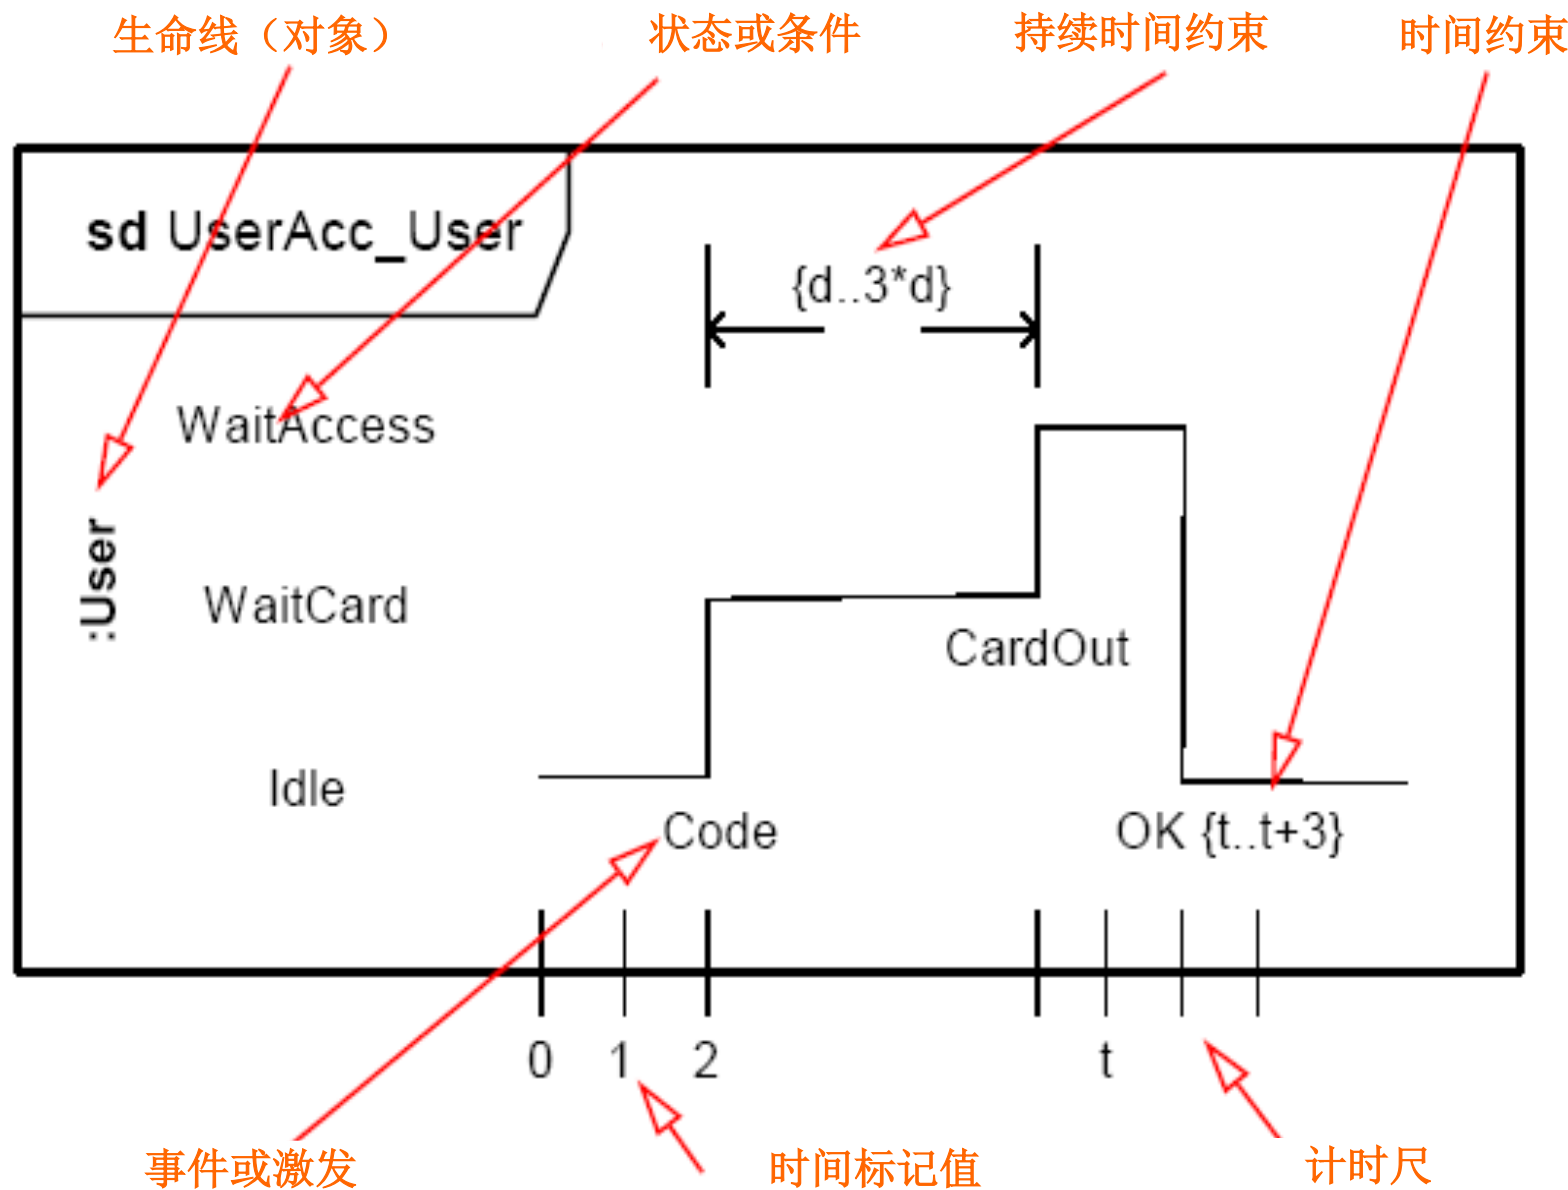 生命线（对象）
状态或条件
持续时间约束
时间约束
sd UserAcc_User
{d..3*d}
WaitAccess
:User
WaitCard
CardOut
Idle
Code
OK {t..t+3}
0 1 2 t
事件或激发
时间标记值
计时尺